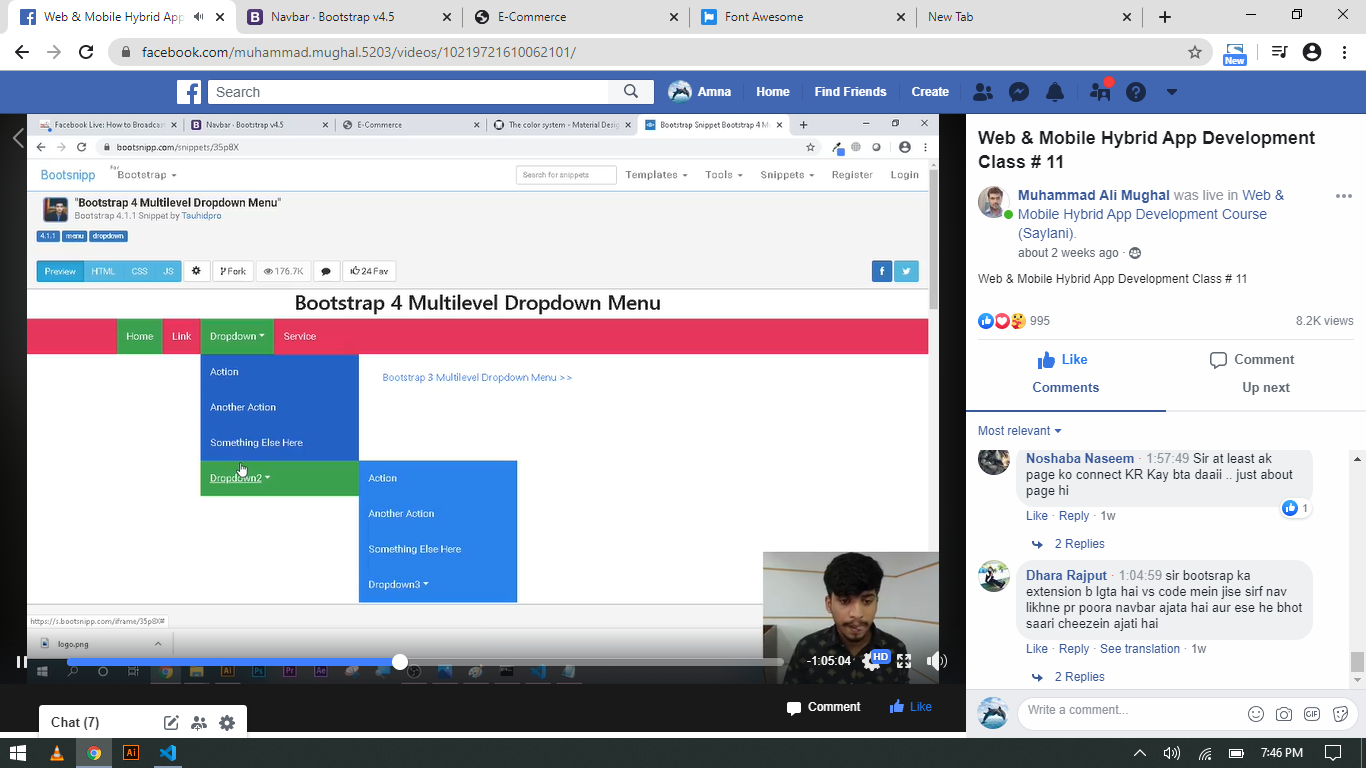 Web & Mobile Hybrid App
Navbar · Bootstrap v4.5
E-Commerce
Font Awesome
New Tab
facebook.com/muhammad.mughal.5203/videos/10219721610062101/
New
Search
Amna
Home
Find Friends
Create
Facebook Live: How to Broadcas
Navbar · Bootstrap v4.5
E-Commerce
The color system - Material Desig
Bootstrap Snippet Bootstrap 4 M
bootsnipp.com/snippets/35p8X
Bootsnipp
For
Bootstrap
Search for snippets
Templates
Tools
Snippets
Register
Login
"Bootstrap 4 Multilevel Dropdown Menu"
Bootstrap 4.1.1 Snippet by Tauhidpro
4.1.1
menu
dropdown
Preview
HTML
CSS
JS
Fork
176.7K
24 Fav
Bootstrap 4 Multilevel Dropdown Menu
Home
Link
Dropdown
Service
Action
Another Action
Something Else Here
Dropdown2
Bootstrap 3 Multilevel Dropdown Menu >>
Action
Another Action
Something Else Here
Dropdown3
https://s.bootsnipp.com/iframe/35p8X#
logo.png
-1:05:04
HD
Comment
Like
Chat (7)
Web & Mobile Hybrid App Development
Class # 11
Muhammad Ali Mughal was live in Web &
Mobile Hybrid App Development Course
(Saylani).
about 2 weeks ago ·
Web & Mobile Hybrid App Development Class # 11
995
8.2K views
Like
Comment
Comments
Up next
Most relevant
Noshaba Naseem · 1:57:49 Sir at least ak
page ko connect KR Kay bta daaii .. just about
page hi
1
Like · Reply · 1w
2 Replies
Dhara Rajput · 1:04:59 sir bootsrap ka
extension b lgta hai vs code mein jise sirf nav
likhne pr poora navbar ajata hai aur ese he bhot
saari cheezein ajati hai
Like · Reply · See translation · 1w
2 Replies
Write a comment...
GIF
Ai
Ps
Pr
Ae
Ai
7:46 PM